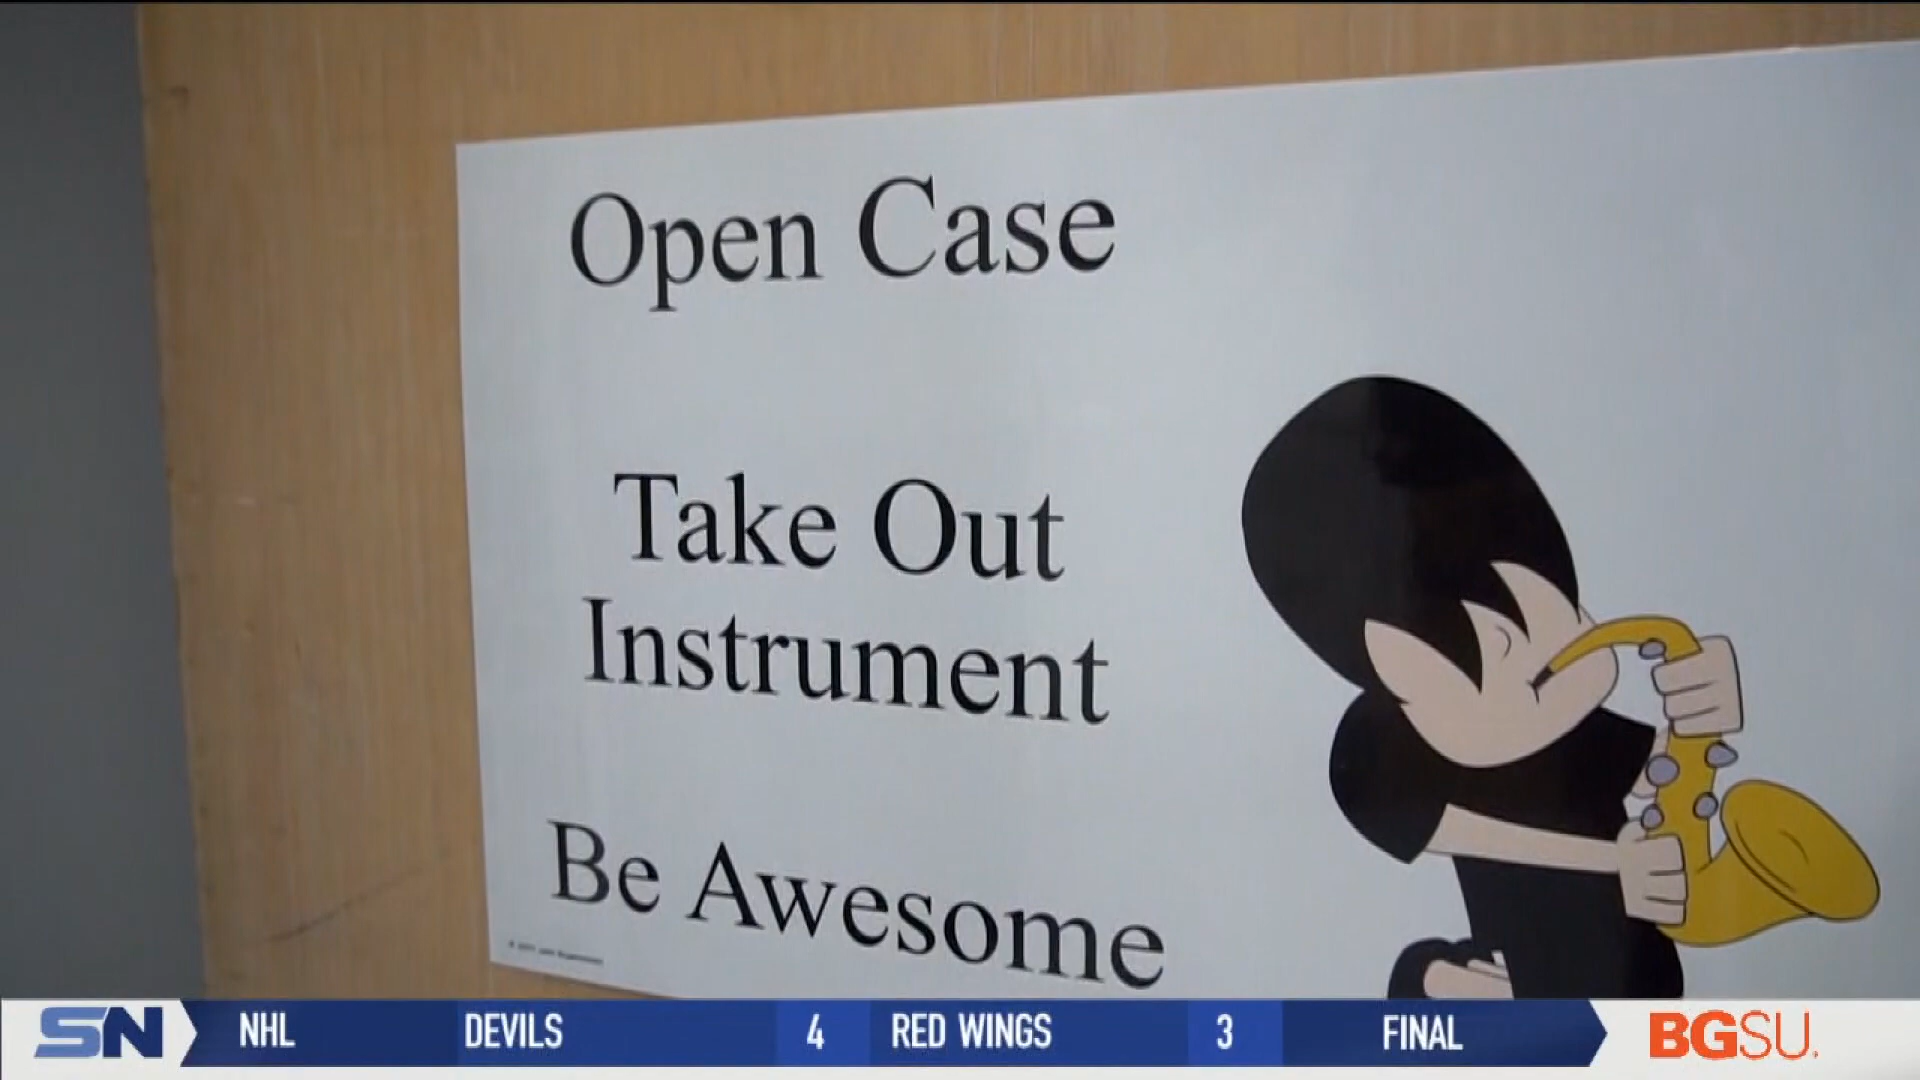 Open Case
Take Out
Instrument
Be Awesome
SN NHL DEVILS 4 RED WINGS 3 FINAL BGSU.